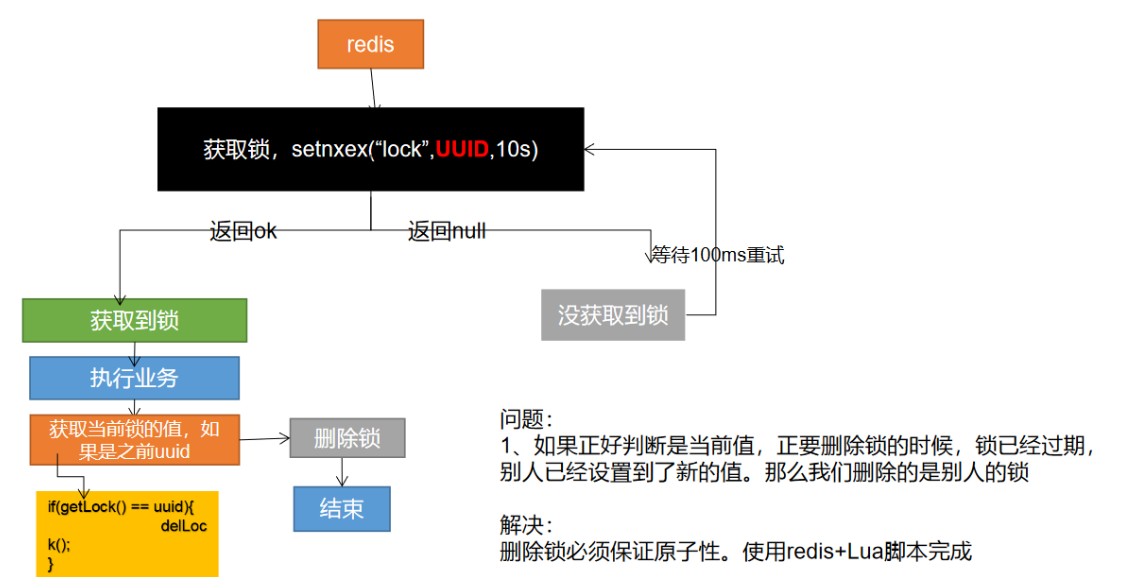 redis
获取锁，setnxex(“lock”,UUID,10s)
返回ok
返回null
等待100ms重试
没获取到锁
获取到锁
执行业务
获取当前锁的值，如
果是之前uuid
删除锁
结束
if(getLock() == uuid){
delLoc
k();
}
问题：
1、如果正好判断是当前值，正要删除锁的时候，锁已经过期，
别人已经设置到了新的值。那么我们删除的是别人的锁
解决：
删除锁必须保证原子性。使用redis+Lua脚本完成